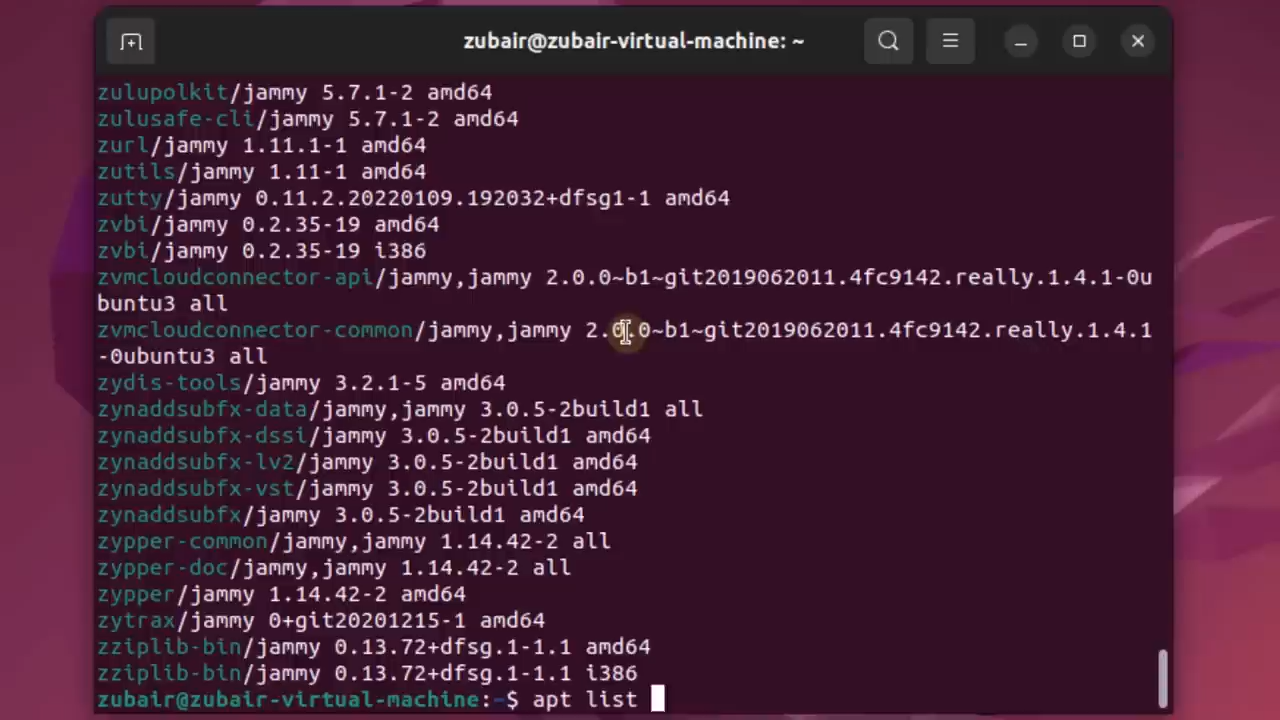 zubair@zubair-virtual-machine: ~
zulupolkit/jammy 5.7.1-2 amd64
zulusafe-cli/jammy 5.7.1-2 amd64
zurl/jammy 1.11.1-1 amd64
zutils/jammy 1.11-1 amd64
zutty/jammy 0.11.2.20220109.192032+dfsg1-1 amd64
zvbi/jammy 0.2.35-19 amd64
zvbi/jammy 0.2.35-19 i386
zvmcloudconnector-api/jammy,jammy 2.0.0~b1~git2019062011.4fc9142.really.1.4.1-0u
buntu3 all
zvmcloudconnector-common/jammy,jammy 2.0.0~b1~git2019062011.4fc9142.really.1.4.1
-0ubuntu3 all
zydis-tools/jammy 3.2.1-5 amd64
zynaddsubfx-data/jammy,jammy 3.0.5-2build1 all
zynaddsubfx-dssi/jammy 3.0.5-2build1 amd64
zynaddsubfx-lv2/jammy 3.0.5-2build1 amd64
zynaddsubfx-vst/jammy 3.0.5-2build1 amd64
zynaddsubfx/jammy 3.0.5-2build1 amd64
zypper-common/jammy,jammy 1.14.42-2 all
zypper-doc/jammy,jammy 1.14.42-2 all
zypper/jammy 1.14.42-2 amd64
zytrax/jammy 0+git20201215-1 amd64
zziplib-bin/jammy 0.13.72+dfsg.1-1.1 amd64
zziplib-bin/jammy 0.13.72+dfsg.1-1.1 i386
zubair@zubair-virtual-machine:~$ apt list